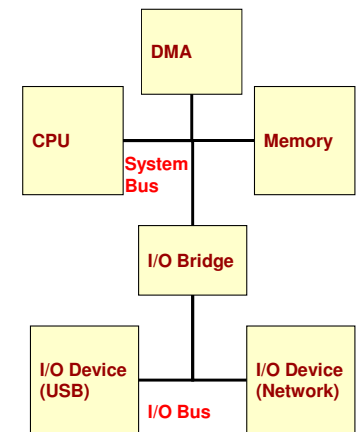 DMA
CPU
Memory
System
Bus
I/O Bridge
I/O Device
(USB)
I/O Device
(Network)
I/O Bus